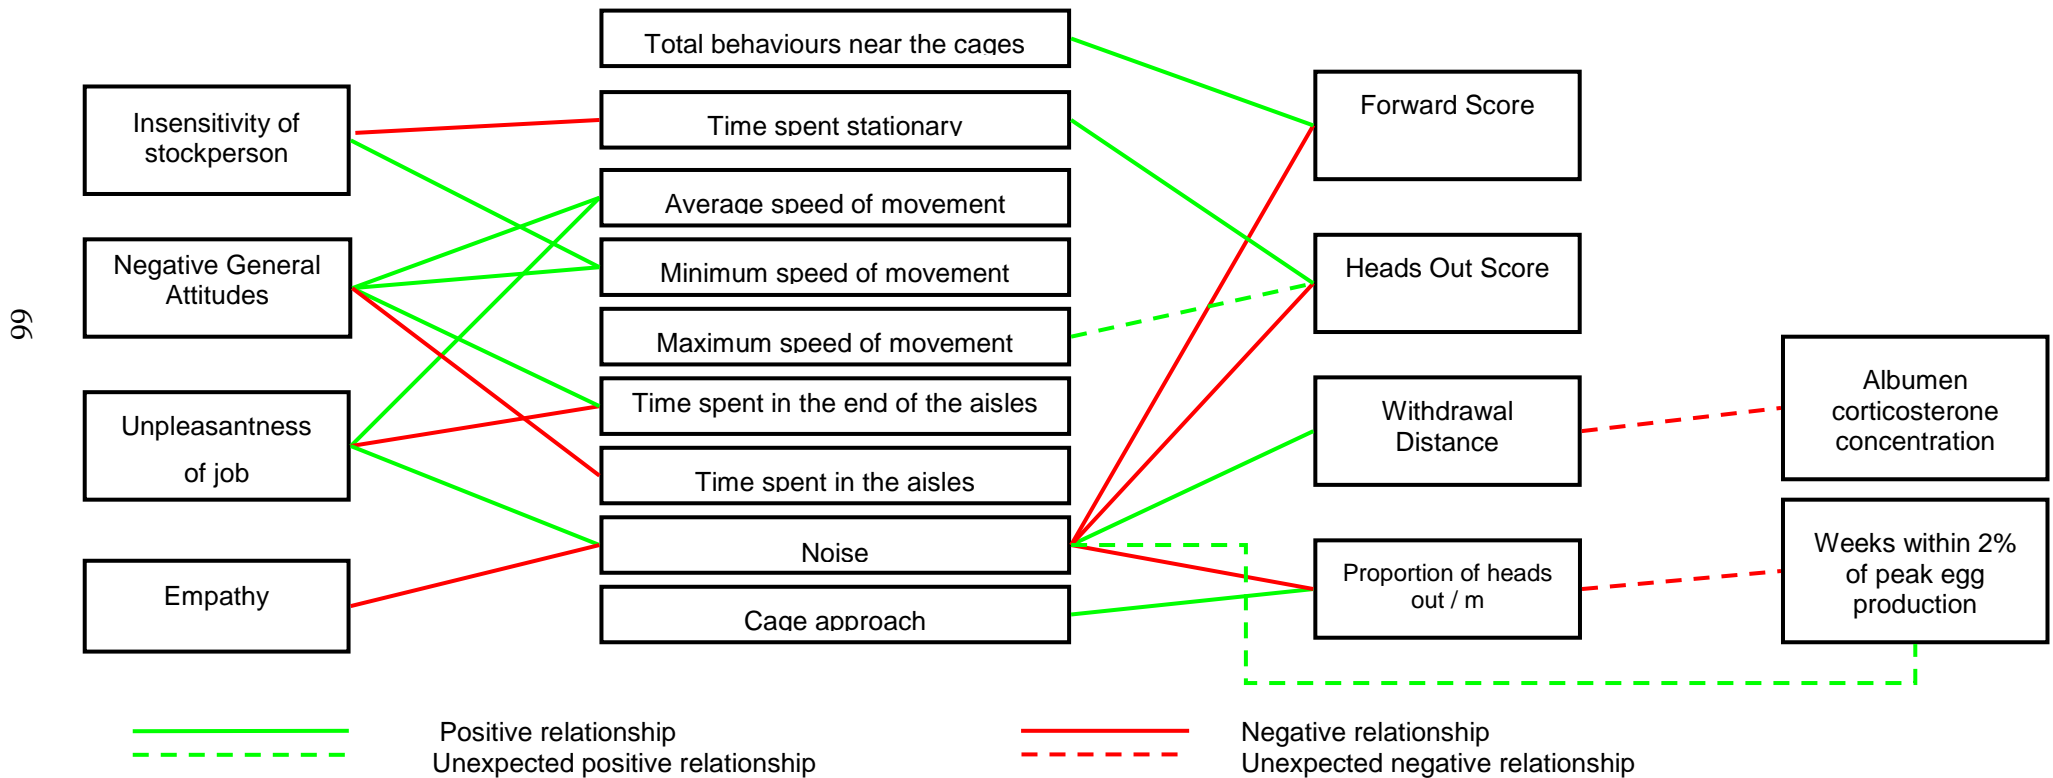 Total behaviours near the cages
Insensitivity of
stockperson
Time spent stationary
Forward Score
Average speed of movement
Negative General
Attitudes
Minimum speed of movement
Heads Out Score
Maximum speed of movement
99
Unpleasantness
of job
Time spent in the end of the aisles
Withdrawal
Distance
Albumen
corticosterone
concentration
Time spent in the aisles
Noise
Empathy
Cage approach
Proportion of heads
out / m
Weeks within 2%
of peak egg
production
Positive relationship
Unexpected positive relationship
Negative relationship
Unexpected negative relationship